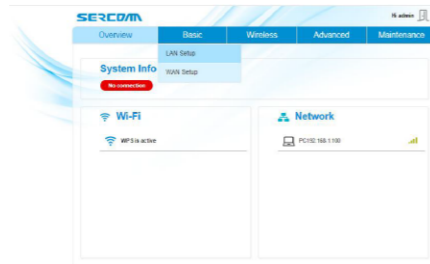 SERCOMM
Hi admin
Overview Basic Wireless Advanced Maintenance
LAN Setup
System Info
WAN Setup
No connection
Wi-Fi
Network
WPS is active
PC192.168.1.100